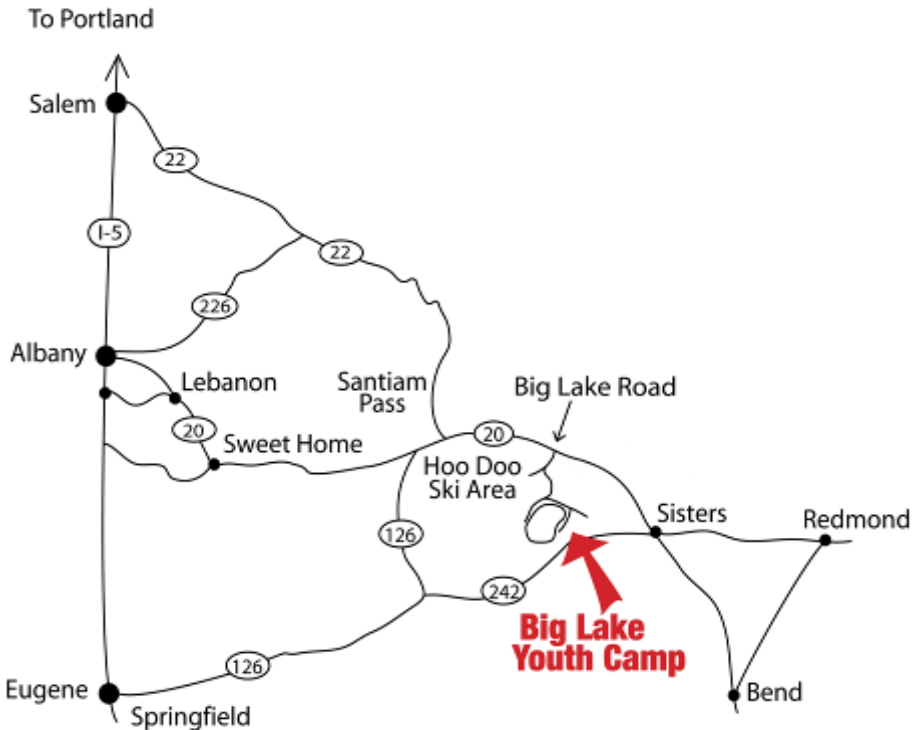 To Portland
Salem
22
I-5
22
226
Albany
Lebanon
Santiam
Pass
Big Lake Road
20
20
Sweet Home
Hoo Doo
Ski Area
Sisters
Redmond
126
242
Big Lake
Youth Camp
126
Eugene
Springfield
Bend